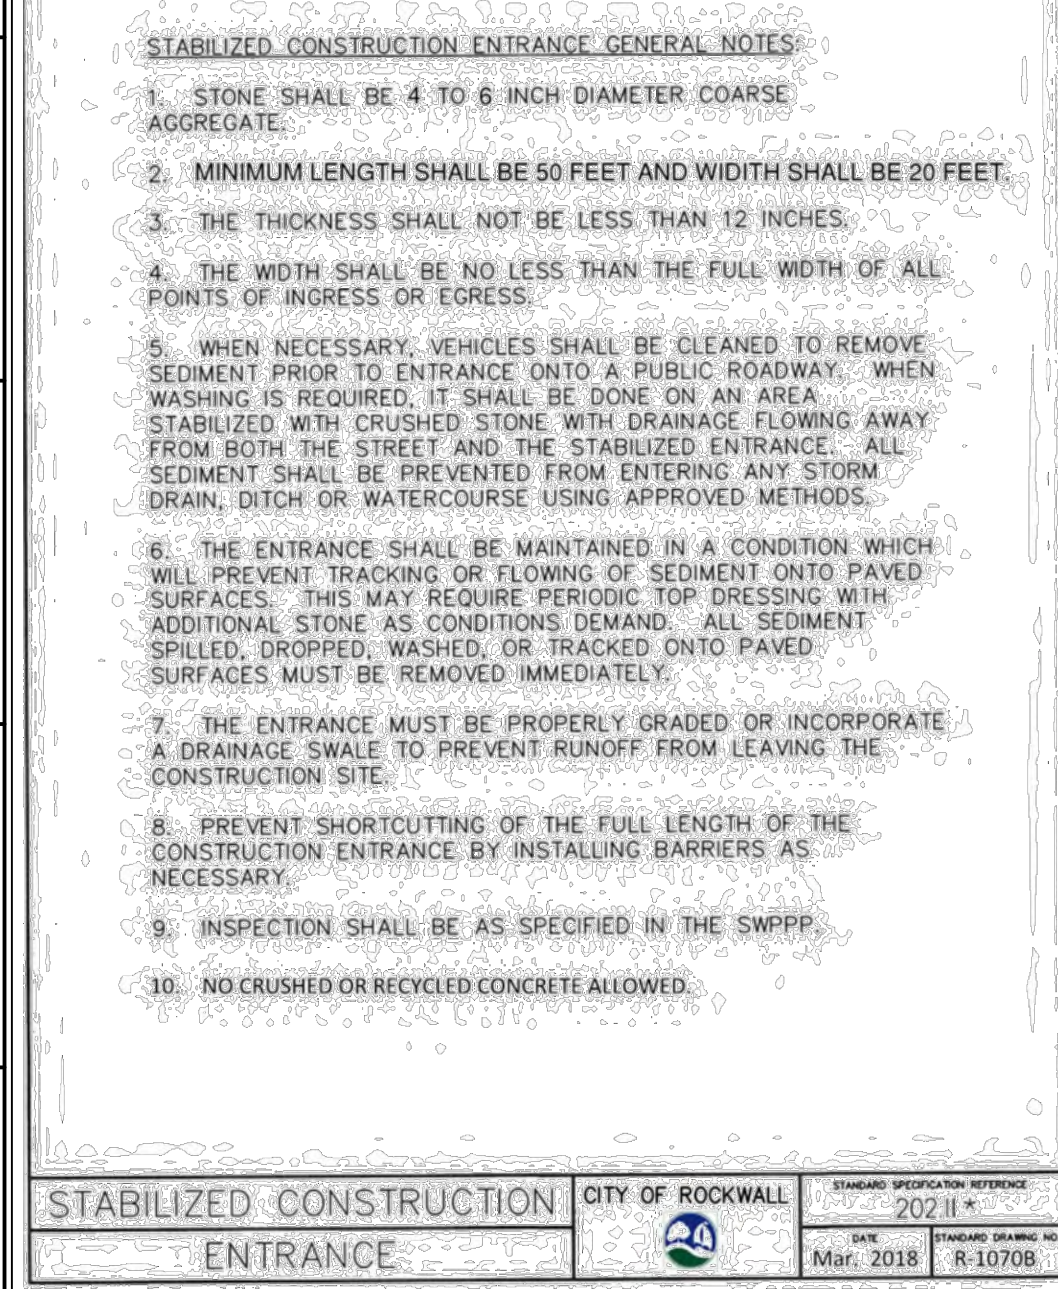 STABILIZED CONSTRUCTION ENTRANCE GENERAL NOTES:
1. STONE SHALL BE 4 TO 6 INCH DIAMETER COARSE
AGGREGATE.
2. MINIMUM LENGTH SHALL BE 50 FEET AND WIDITH SHALL BE 20 FEET.
3. THE THICKNESS SHALL NOT BE LESS THAN 12 INCHES.
4. THE WIDTH SHALL BE NO LESS THAN THE FULL WIDTH OF ALL
POINTS OF INGRESS OR EGRESS.
5. WHEN NECESSARY, VEHICLES SHALL BE CLEANED TO REMOVE
SEDIMENT PRIOR TO ENTRANCE ONTO A PUBLIC ROADWAY. WHEN
WASHING IS REQUIRED, IT SHALL BE DONE ON AN AREA
STABILIZED WITH CRUSHED STONE WITH DRAINAGE FLOWING AWAY
FROM BOTH THE STREET AND THE STABILIZED ENTRANCE. ALL
SEDIMENT SHALL BE PREVENTED FROM ENTERING ANY STORM
DRAIN, DITCH OR WATERCOURSE USING APPROVED METHODS.
6. THE ENTRANCE SHALL BE MAINTAINED IN A CONDITION WHICH
WILL PREVENT TRACKING OR FLOWING OF SEDIMENT ONTO PAVED
SURFACES. THIS MAY REQUIRE PERIODIC TOP DRESSING WITH
ADDITIONAL STONE AS CONDITIONS DEMAND. ALL SEDIMENT
SPILLED, DROPPED, WASHED, OR TRACKED ONTO PAVED
SURFACES MUST BE REMOVED IMMEDIATELY.
7. THE ENTRANCE MUST BE PROPERLY GRADED OR INCORPORATE
A DRAINAGE SWALE TO PREVENT RUNOFF FROM LEAVING THE
CONSTRUCTION SITE.
8. PREVENT SHORTCUTTING OF THE FULL LENGTH OF THE
CONSTRUCTION ENTRANCE BY INSTALLING BARRIERS AS
NECESSARY.
9. INSPECTION SHALL BE AS SPECIFIED IN THE SWPPP.
10. NO CRUSHED OR RECYCLED CONCRETE ALLOWED.
STABILIZED CONSTRUCTION
ENTRANCE
CITY OF ROCKWALL
STANDARD SPECIFICATION REFERENCE
202.11 *
DATE
Mar. 2018
STANDARD DRAWING NO
R-1070B